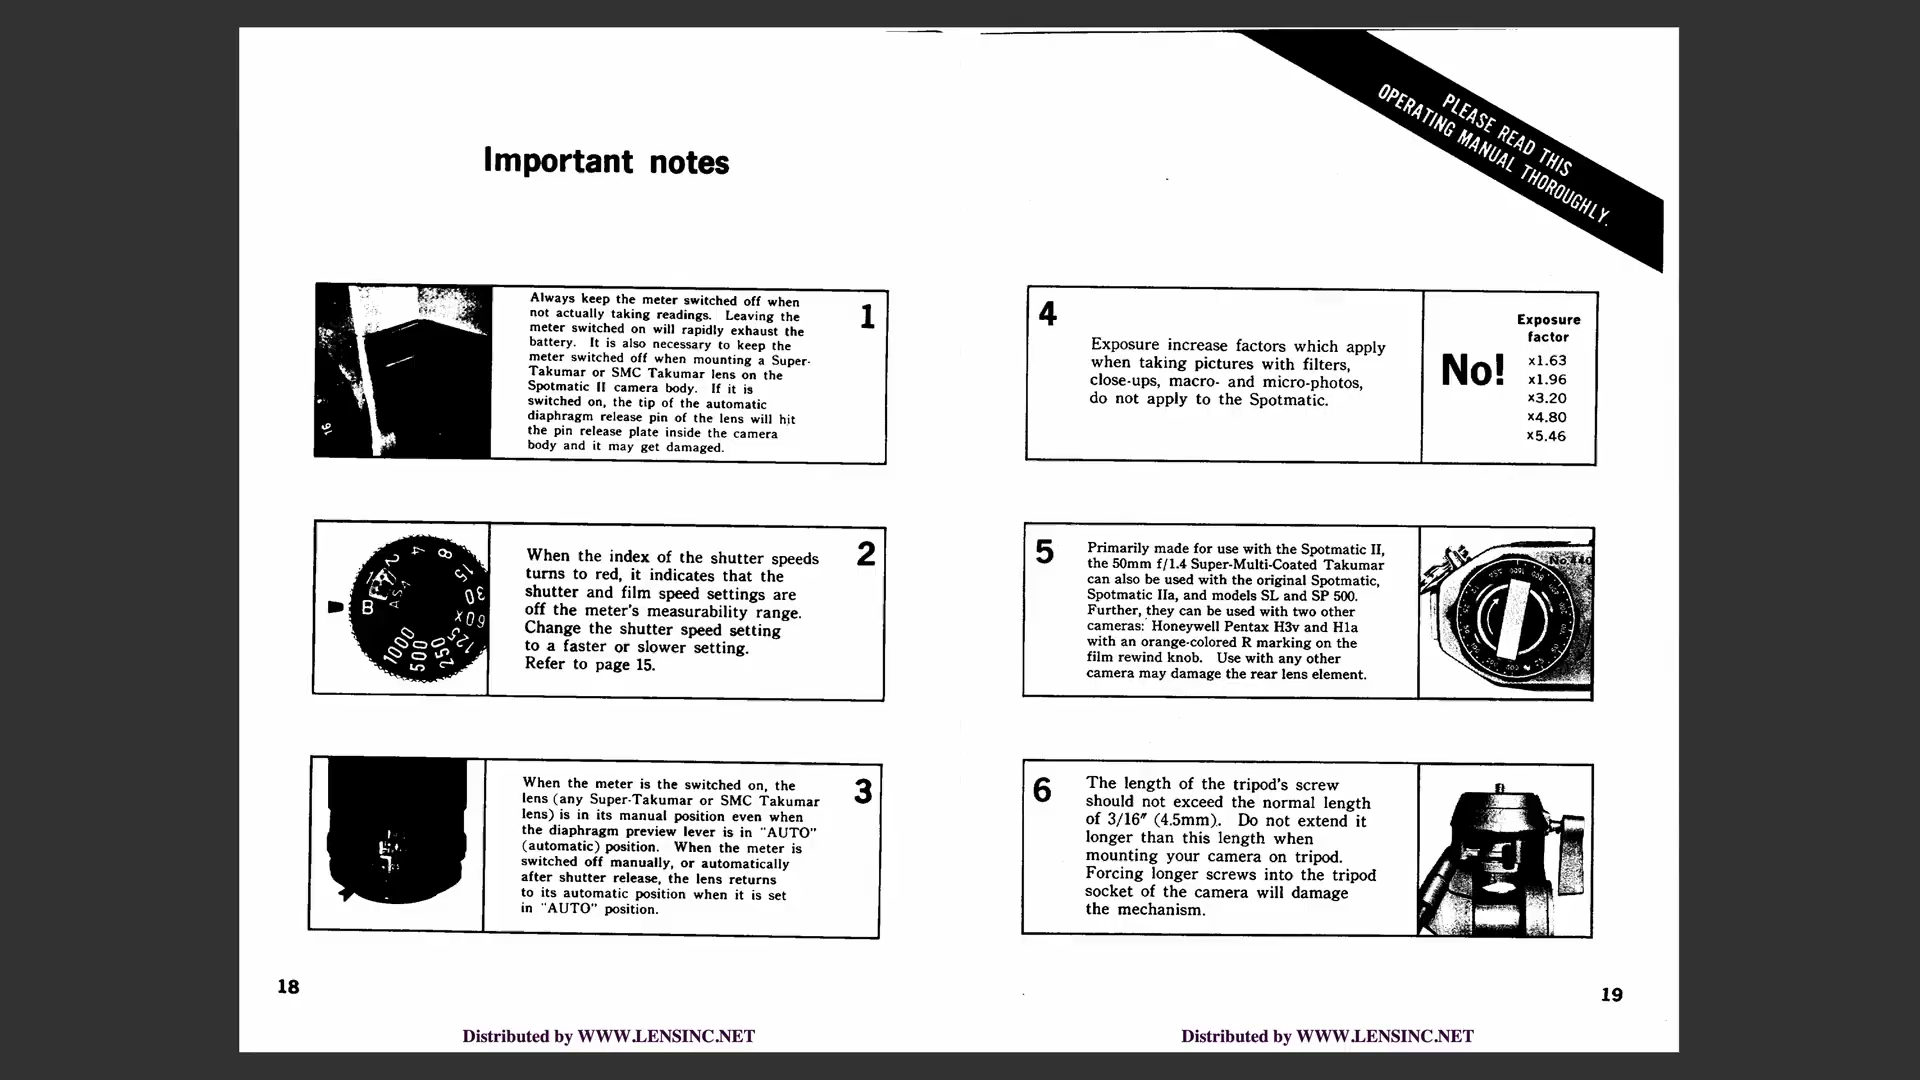 Important notes
PLEASE READ THIS
OPERATING MANUAL THOROUGHLY.
1
Always keep the meter switched off when
not actually taking readings. Leaving the
meter switched on will rapidly exhaust the
battery. It is also necessary to keep the
meter switched off when mounting a Super-
Takumar or SMC Takumar lens on the
Spotmatic II camera body. If it is
switched on, the tip of the automatic
diaphragm release pin of the lens will hit
the pin release plate inside the camera
body and it may get damaged.
16
2
When the index of the shutter speeds
turns to red, it indicates that the
shutter and film speed settings are
off the meter's measurability range.
Change the shutter speed setting
to a faster or slower setting.
Refer to page 15.
B 1 2 4 8 15 30 60X 125 250 500 1000
ASA
3
When the meter is the switched on, the
lens (any Super-Takumar or SMC Takumar
lens) is in its manual position even when
the diaphragm preview lever is in "AUTO"
(automatic) position. When the meter is
switched off manually, or automatically
after shutter release, the lens returns
to its automatic position when it is set
in "AUTO" position.
18
Distributed by WWW.LENSINC.NET
4
Exposure increase factors which apply
when taking pictures with filters,
close-ups, macro- and micro-photos,
do not apply to the Spotmatic.
No!
Exposure
factor
x1.63
x1.96
x3.20
x4.80
x5.46
5
Primarily made for use with the Spotmatic II,
the 50mm f/1.4 Super-Multi-Coated Takumar
can also be used with the original Spotmatic,
Spotmatic IIa, and models SL and SP 500.
Further, they can be used with two other
cameras: Honeywell Pentax H3v and H1a
with an orange-colored R marking on the
film rewind knob. Use with any other
camera may damage the rear lens element.
No.440
6
The length of the tripod's screw
should not exceed the normal length
of 3/16" (4.5mm). Do not extend it
longer than this length when
mounting your camera on tripod.
Forcing longer screws into the tripod
socket of the camera will damage
the mechanism.
19
Distributed by WWW.LENSINC.NET